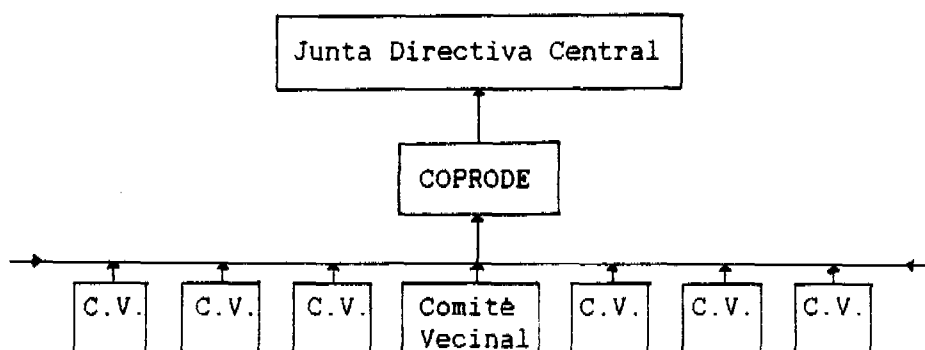 Junta Directiva Central
COPRODE
C.V.
C.V.
C.V.
Comité
Vecinal
C.V.
C.V.
C.V.